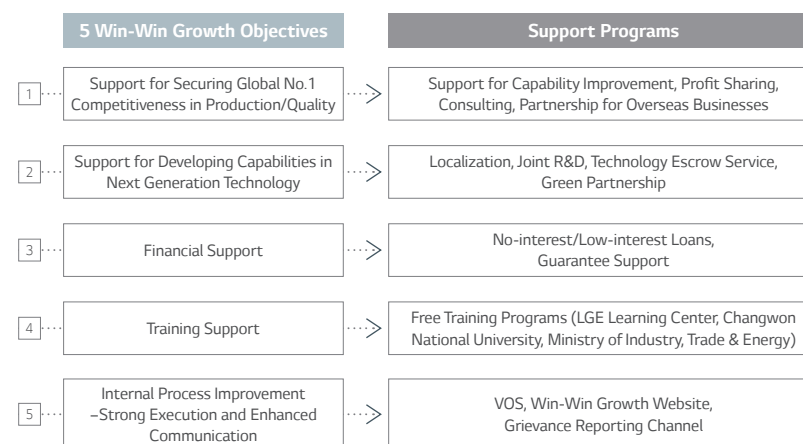 5 Win-Win Growth Objectives
Support Programs
1
Support for Securing Global No.1
Competitiveness in Production/Quality
Support for Capability Improvement, Profit Sharing,
Consulting, Partnership for Overseas Businesses
2
Support for Developing Capabilities in
Next Generation Technology
Localization, Joint R&D, Technology Escrow Service,
Green Partnership
3
Financial Support
No-interest/Low-interest Loans,
Guarantee Support
4
Training Support
Free Training Programs (LGE Learning Center, Changwon
National University, Ministry of Industry, Trade & Energy)
5
Internal Process Improvement
–Strong Execution and Enhanced
Communication
VOS, Win-Win Growth Website,
Grievance Reporting Channel